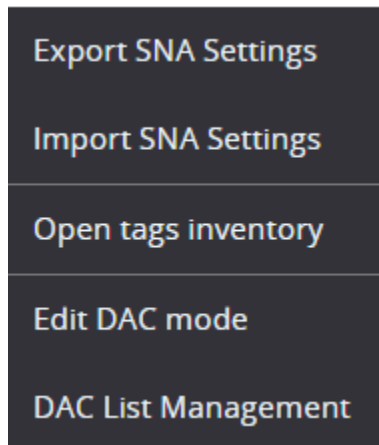 Export SNA Settings
Import SNA Settings
Open tags inventory
Edit DAC mode
DAC List Management